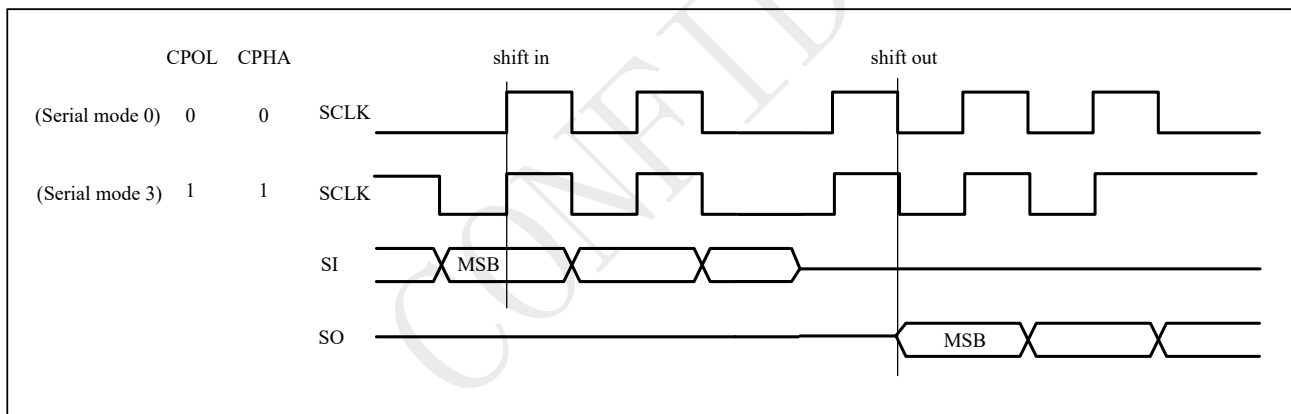 CPOL CPHA shift in shift out
(Serial mode 0) 0 0 SCLK
(Serial mode 3) 1 1 SCLK
SI MSB
SO MSB
CONFID